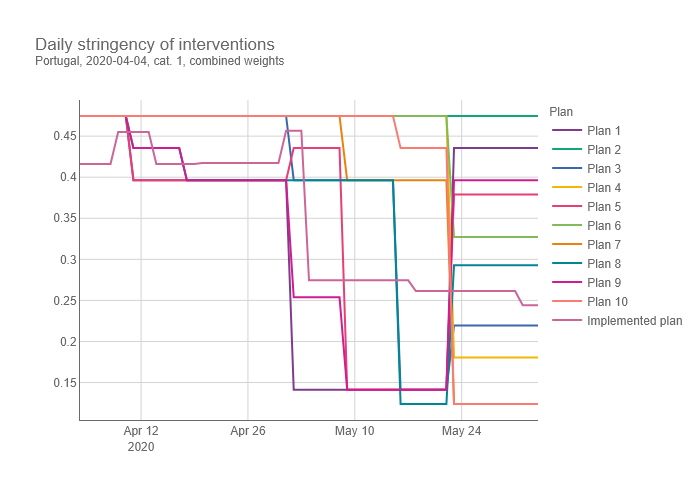 Daily stringency of interventions
Portugal, 2020-04-04, cat. 1, combined weights
Plan
Plan 1
Plan 2
Plan 3
Plan 4
Plan 5
Plan 6
Plan 7
Plan 8
Plan 9
Plan 10
Implemented plan
0.45
0.4
0.35
0.3
0.25
0.2
0.15
Apr 12 Apr 26 May 10 May 24
2020